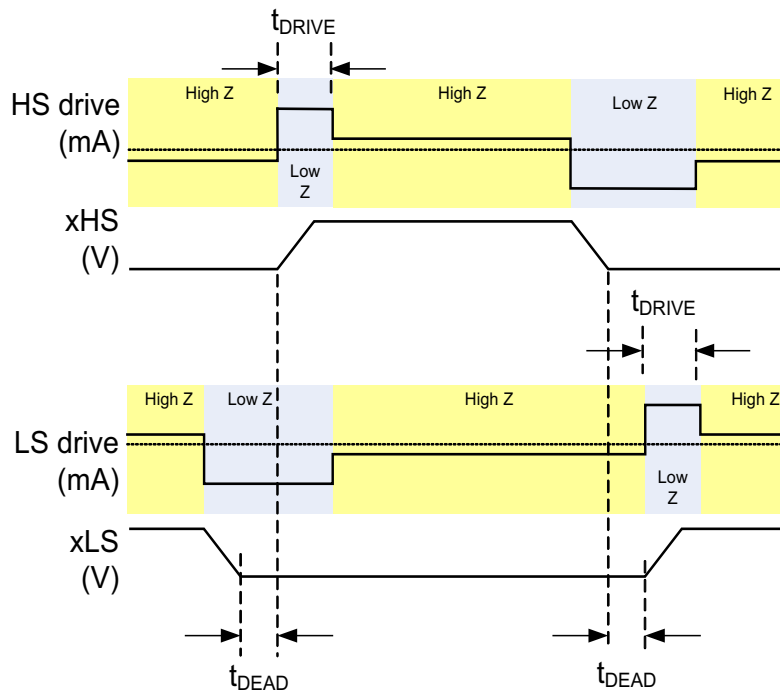 tDRIVE
High Z
High Z
Low Z
High Z
HS drive
(mA)
Low
Z
xHS
(V)
tDRIVE
High Z
Low Z
High Z
High Z
LS drive
(mA)
Low
Z
xLS
(V)
tDEAD
tDEAD